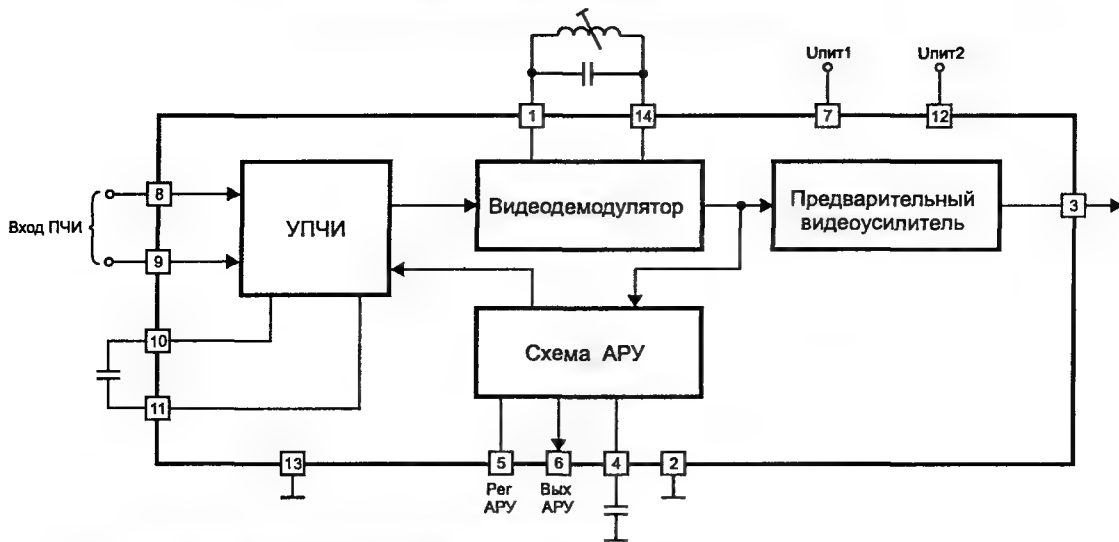 Uпит1
Uпит2
1
14
7
12
8
Вход ПЧИ
9
УПЧИ
Видеодемодулятор
Предварительный
видеоусилитель
3
10
11
Схема АРУ
13
5
6
4
2
Рег
АРУ
Вых
АРУ